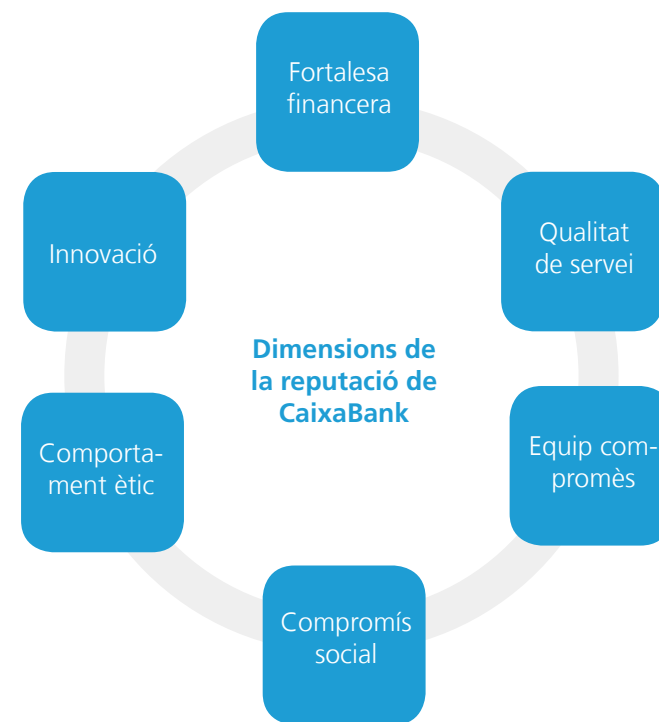 Fortalesa
financera
Qualitat
de servei
Innovació
Dimensions de
la reputació de
CaixaBank
Equip com-
promès
Comporta-
ment ètic
Compromís
social